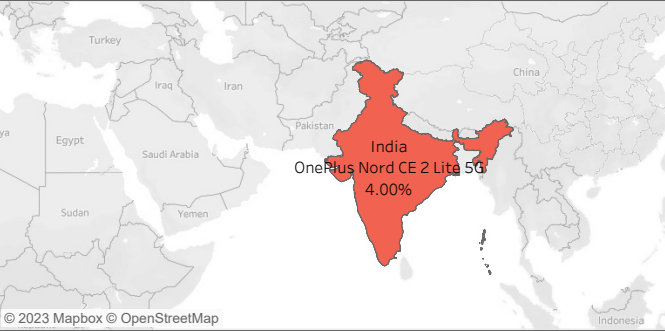 Turkey
China
Iraq
Iran
Pakistan
Egypt
India
Saudi Arabia
OnePlus Nord CE 2 Lite 5G
4.00%
Sudan
Yemen
© 2023 Mapbox © OpenStreetMap
Indonesia